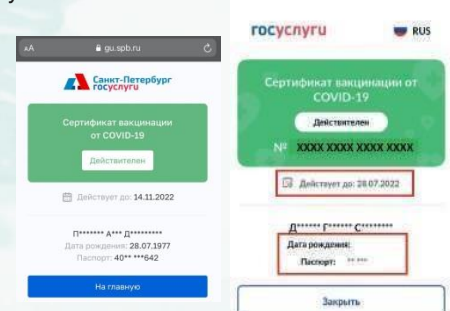 AA
gu.spb.ru
Санкт-Петербург
госуслуги
Сертификат вакцинации
от COVID-19
Действителен
Действует до: 14.11.2022
П******* А*** Д*********
Дата рождения: 28.07.1977
Паспорт: 40** ***642
На главную
госуслуги
RUS
Сертификат вакцинации от
COVID-19
Действителен
№ XXXX XXXX XXXX XXXX
Действует до: 28.07.2022
Д****** Г****** С********
Дата рождения:
Паспорт: ** ***
Закрыть